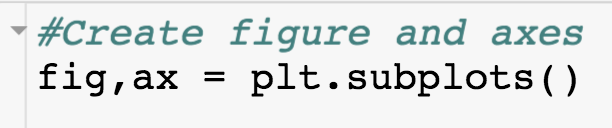 #Create figure and axes
fig,ax = plt.subplots()